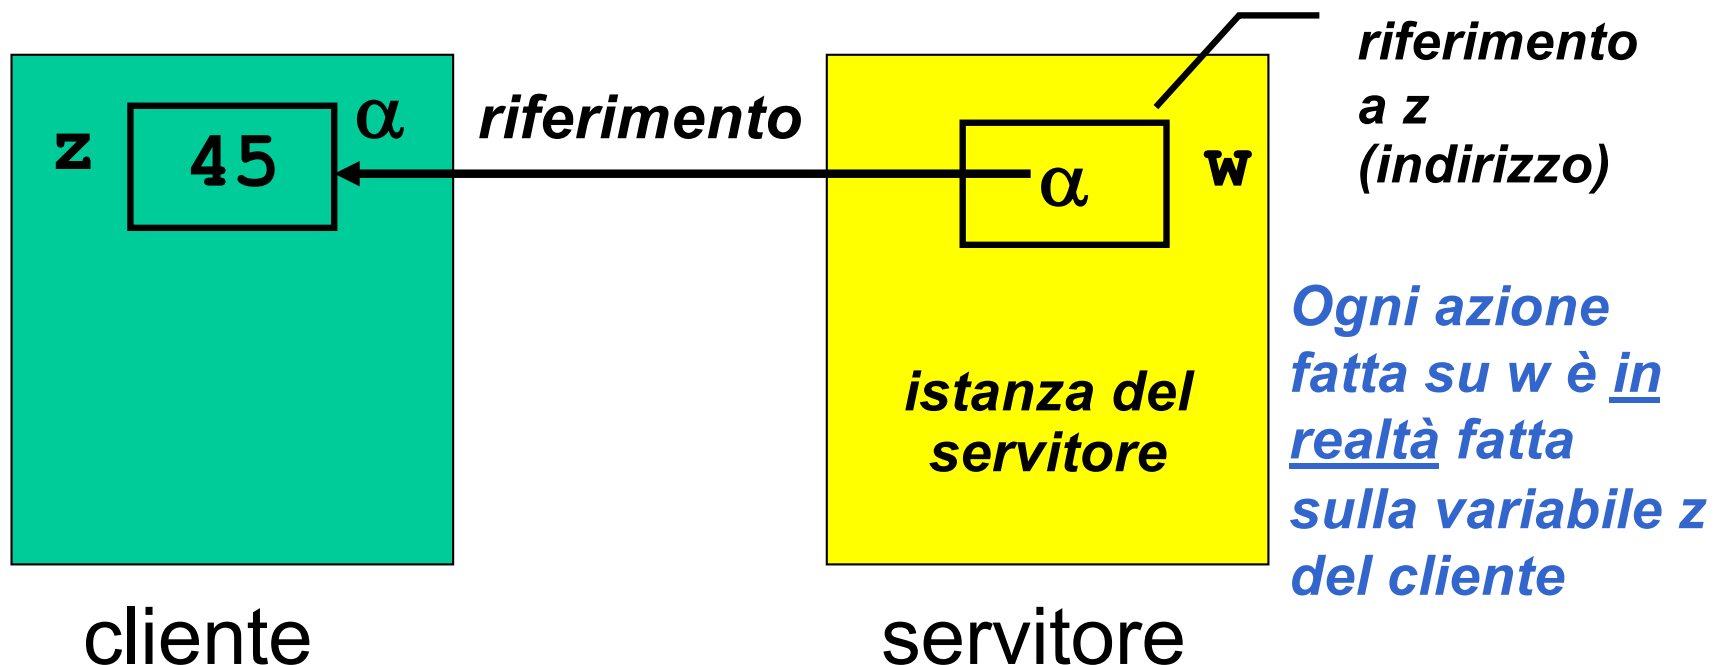 z
45
α
riferimento
α
w
riferimento
a z
(indirizzo)
istanza del
servitore
Ogni azione
fatta su w è in
realtà fatta
sulla variabile z
del cliente
cliente
servitore